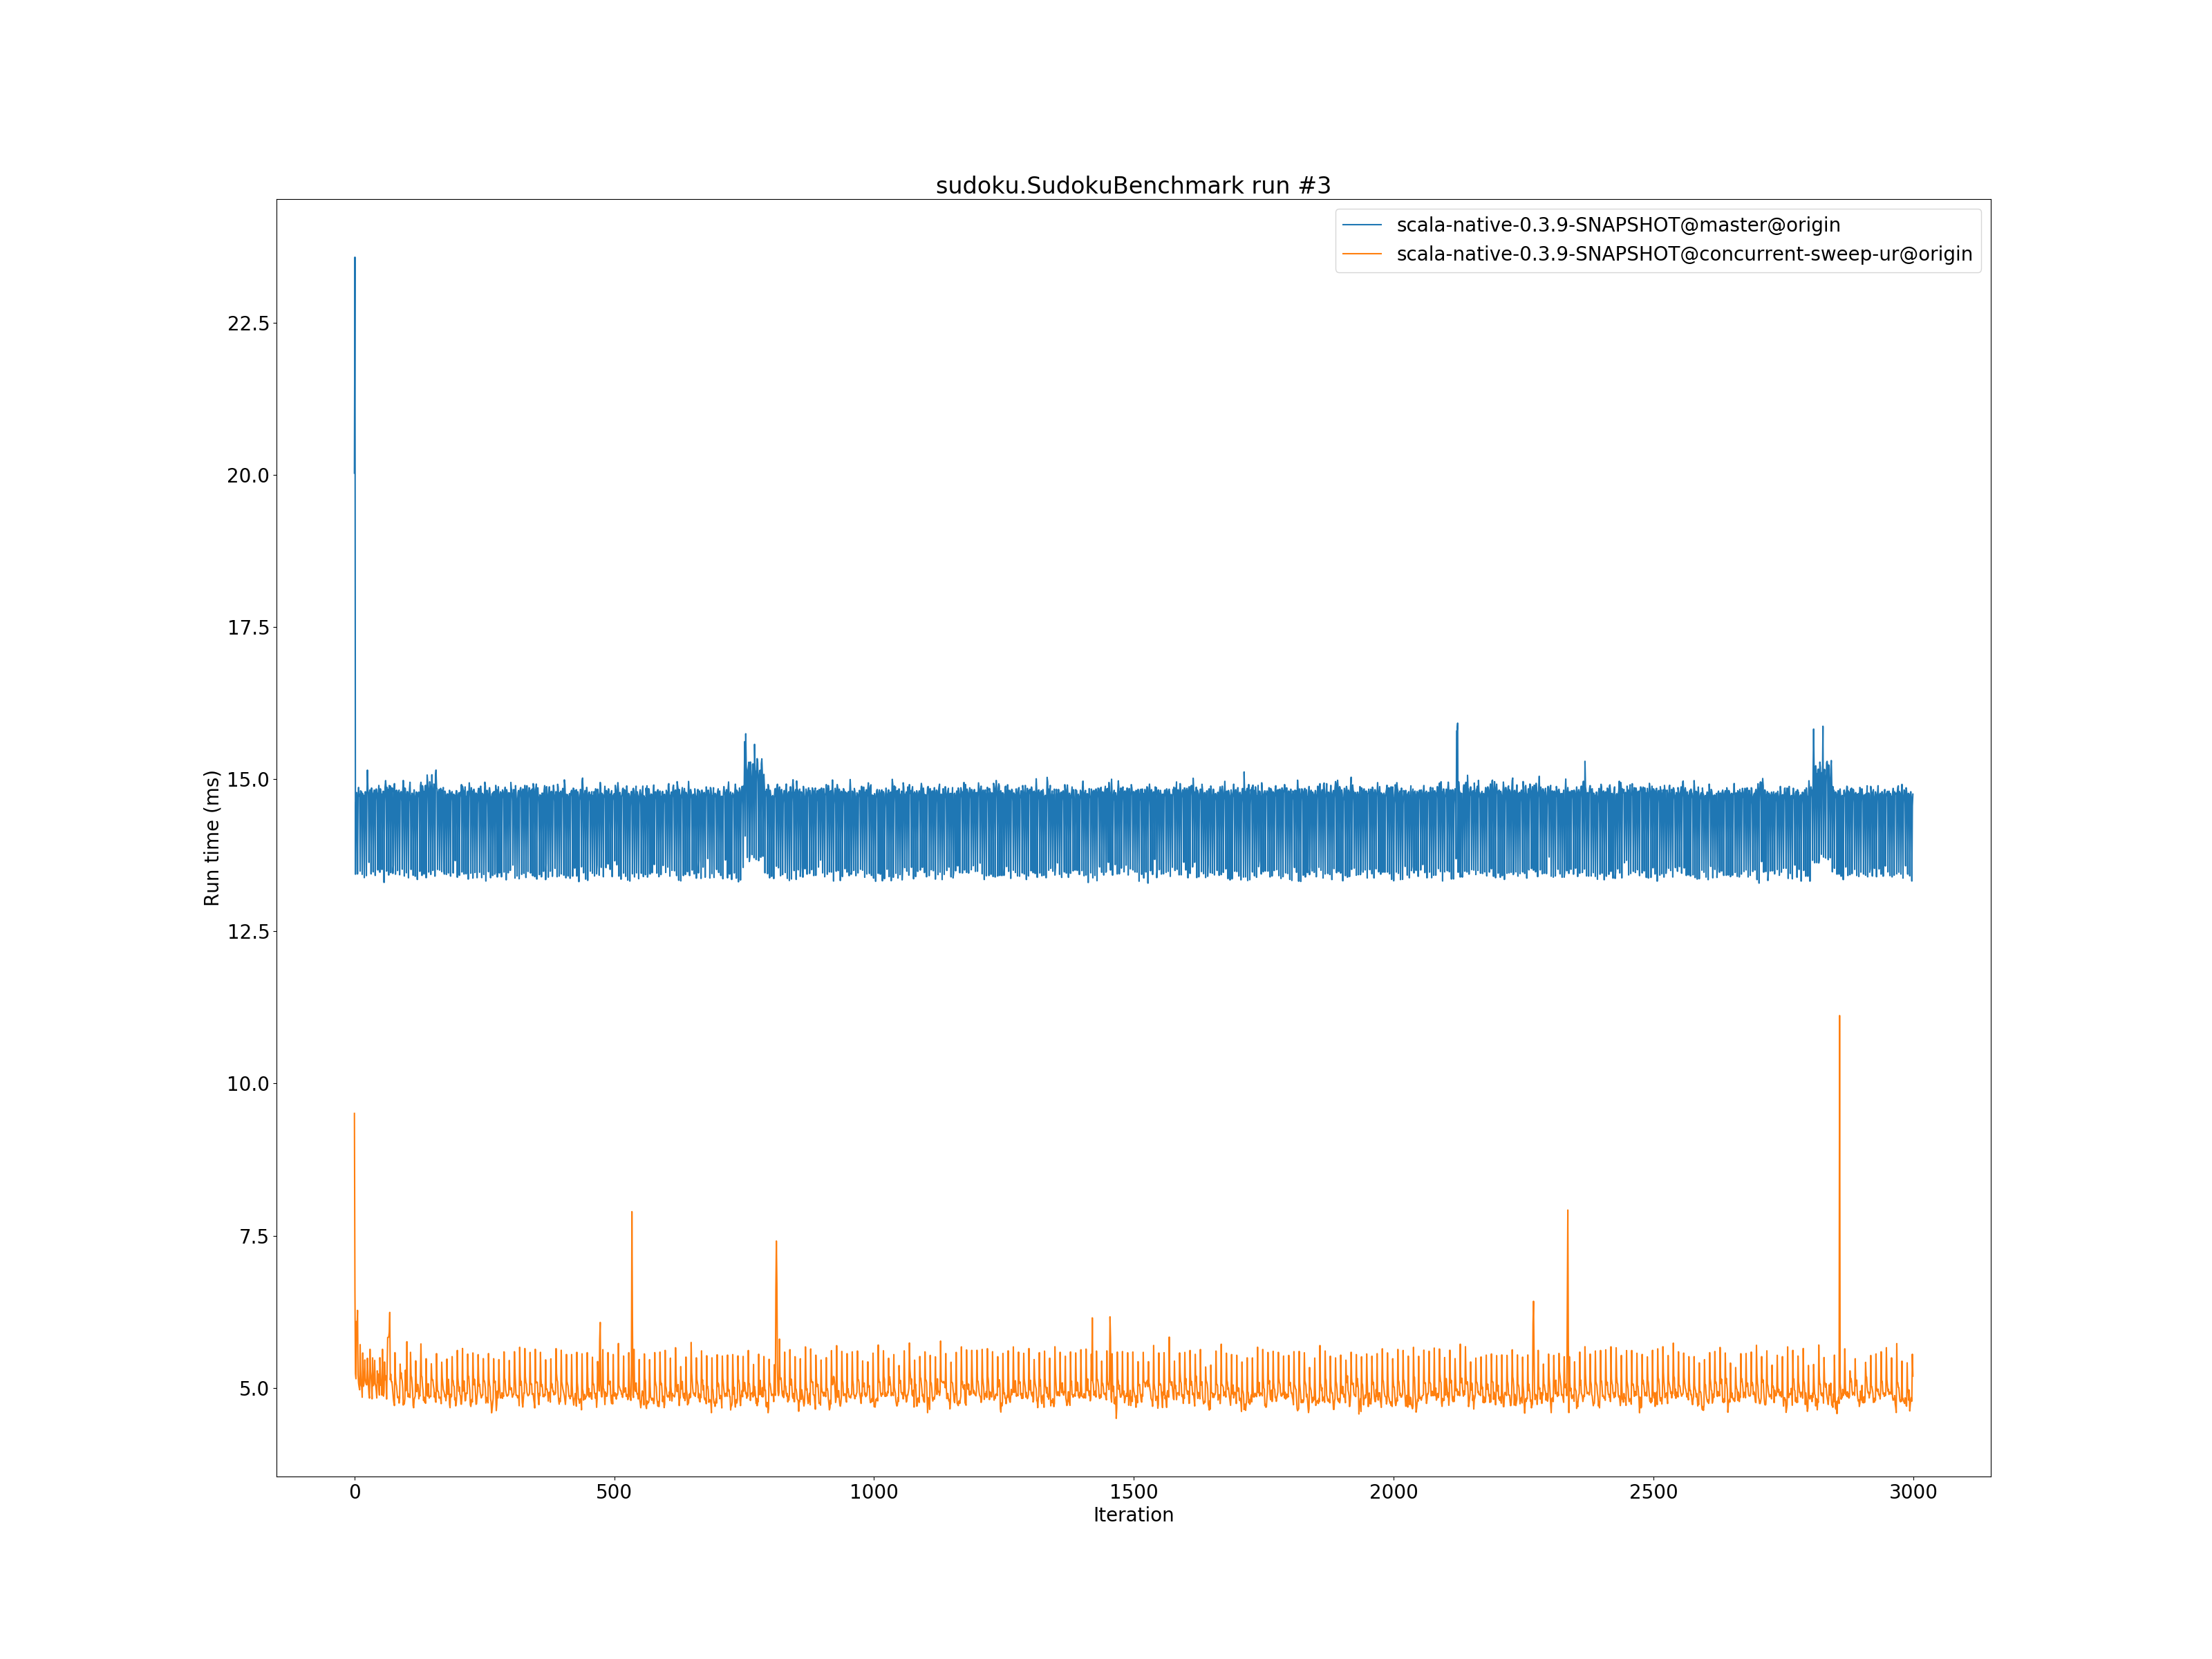 sudoku.SudokuBenchmark run #3
scala-native-0.3.9-SNAPSHOT@master@origin
scala-native-0.3.9-SNAPSHOT@concurrent-sweep-ur@origin
22.5
20.0
17.5
15.0
12.5
10.0
7.5
5.0
Run time (ms)
0 500 1000 1500 2000 2500 3000
Iteration